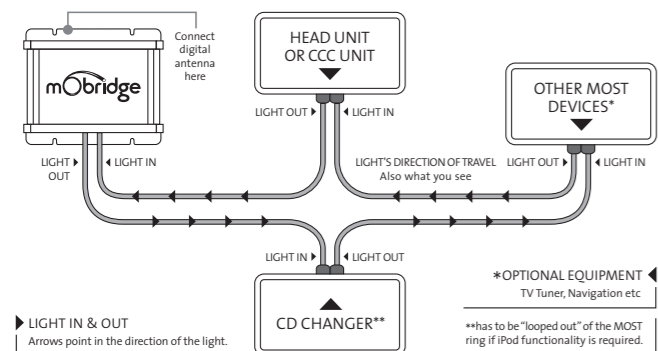 Connect
digital
antenna
here
mObridge
HEAD UNIT
OR CCC UNIT
OTHER MOST
DEVICES*
LIGHT OUT
LIGHT IN
LIGHT
OUT
LIGHT IN
LIGHT'S DIRECTION OF TRAVEL
Also what you see
LIGHT OUT
LIGHT IN
LIGHT IN
LIGHT OUT
CD CHANGER**
LIGHT IN & OUT
Arrows point in the direction of the light.
*OPTIONAL EQUIPMENT
TV Tuner, Navigation etc
**has to be "looped out" of the MOST
ring if iPod functionality is required.